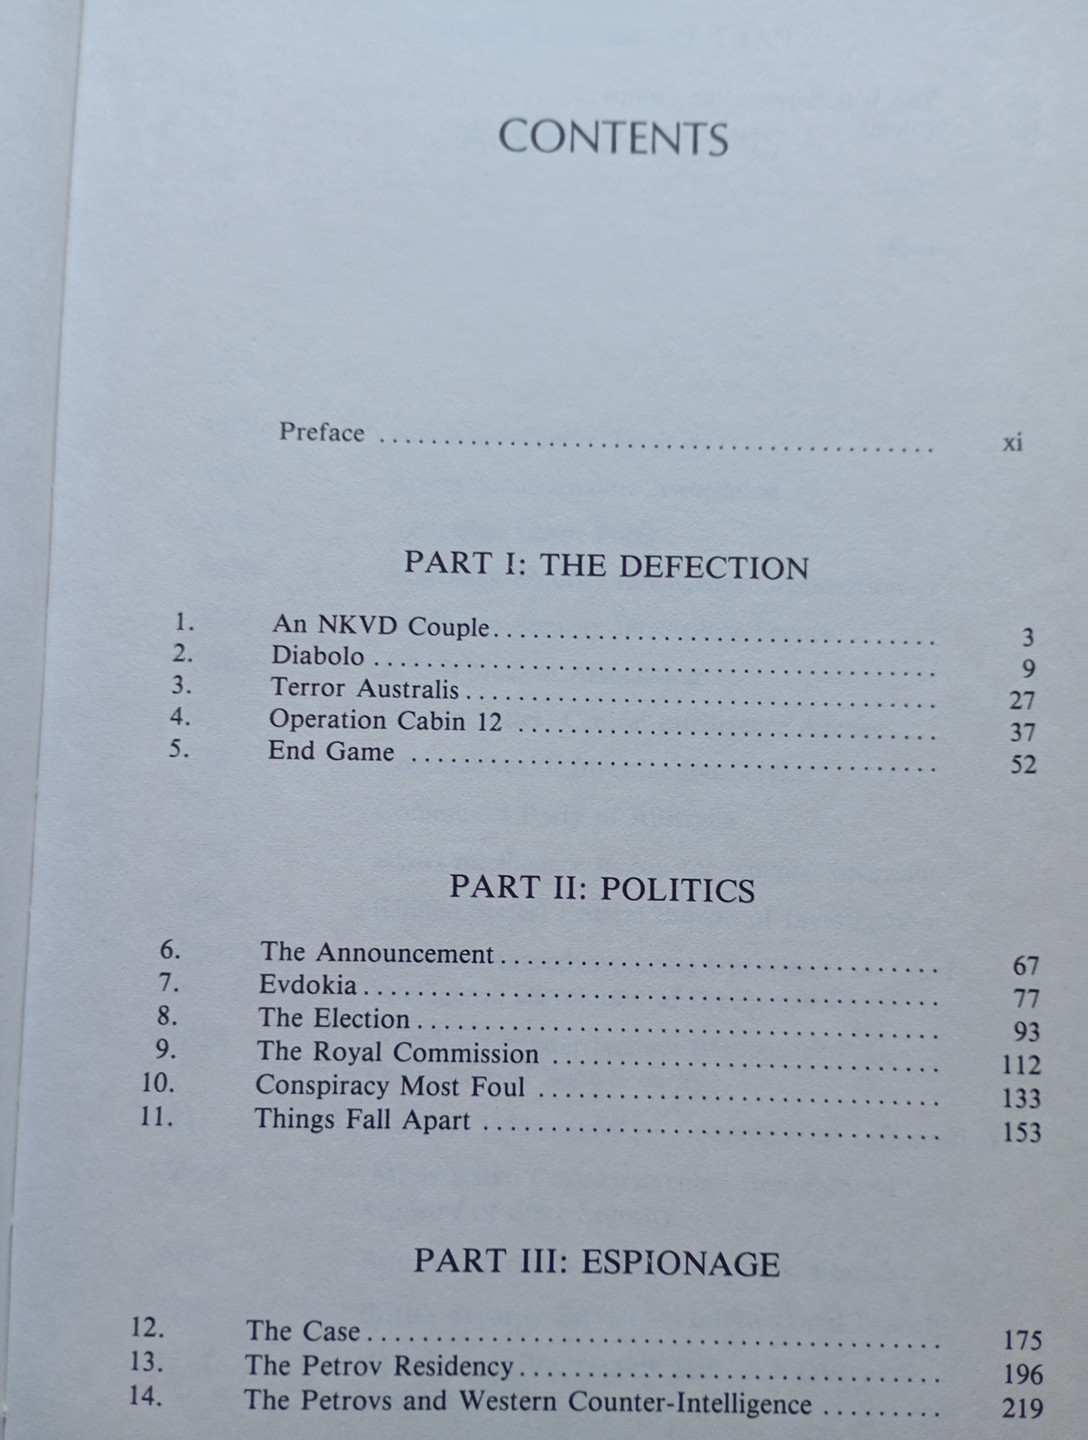 CONTENTS
Preface ........................................ xi
PART I: THE DEFECTION
1. An NKVD Couple.................................. 3
2. Diabolo ........................................... 9
3. Terror Australis.................................... 27
4. Operation Cabin 12 ................................ 37
5. End Game ........................................ 52
PART II: POLITICS
6. The Announcement................................. 67
7. Evdokia............................................ 77
8. The Election........................................ 93
9. The Royal Commission ............................. 112
10. Conspiracy Most Foul .............................. 133
11. Things Fall Apart ................................... 153
PART III: ESPIONAGE
12. The Case........................................... 175
13. The Petrov Residency................................ 196
14. The Petrovs and Western Counter-Intelligence ......... 219